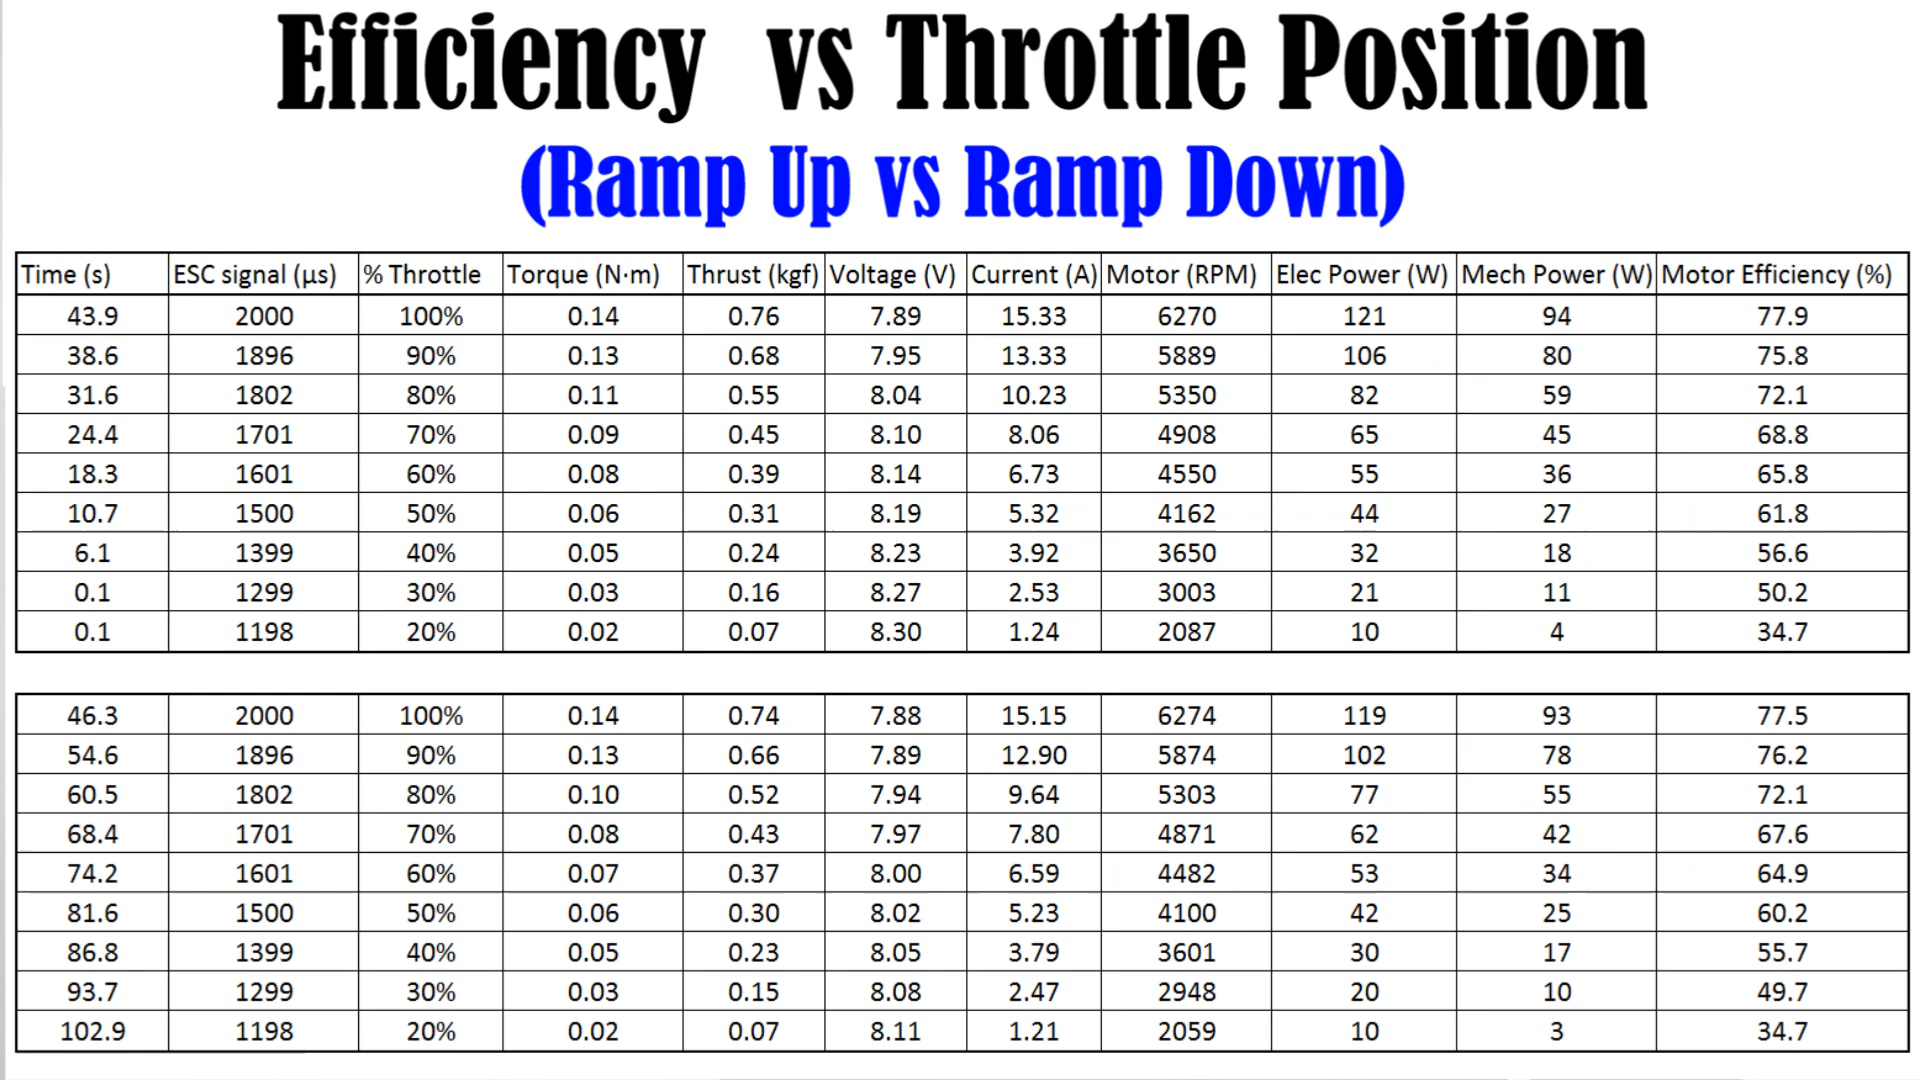 Efficiency vs Throttle Position
(Ramp Up vs Ramp Down)
Time (s) ESC signal (µs) % Throttle Torque (N·m) Thrust (kgf) Voltage (V) Current (A) Motor (RPM) Elec Power (W) Mech Power (W) Motor Efficiency (%)
43.9 2000 100% 0.14 0.76 7.89 15.33 6270 121 94 77.9
38.6 1896 90% 0.13 0.68 7.95 13.33 5889 106 80 75.8
31.6 1802 80% 0.11 0.55 8.04 10.23 5350 82 59 72.1
24.4 1701 70% 0.09 0.45 8.10 8.06 4908 65 45 68.8
18.3 1601 60% 0.08 0.39 8.14 6.73 4550 55 36 65.8
10.7 1500 50% 0.06 0.31 8.19 5.32 4162 44 27 61.8
6.1 1399 40% 0.05 0.24 8.23 3.92 3650 32 18 56.6
0.1 1299 30% 0.03 0.16 8.27 2.53 3003 21 11 50.2
0.1 1198 20% 0.02 0.07 8.30 1.24 2087 10 4 34.7
46.3 2000 100% 0.14 0.74 7.88 15.15 6274 119 93 77.5
54.6 1896 90% 0.13 0.66 7.89 12.90 5874 102 78 76.2
60.5 1802 80% 0.10 0.52 7.94 9.64 5303 77 55 72.1
68.4 1701 70% 0.08 0.43 7.97 7.80 4871 62 42 67.6
74.2 1601 60% 0.07 0.37 8.00 6.59 4482 53 34 64.9
81.6 1500 50% 0.06 0.30 8.02 5.23 4100 42 25 60.2
86.8 1399 40% 0.05 0.23 8.05 3.79 3601 30 17 55.7
93.7 1299 30% 0.03 0.15 8.08 2.47 2948 20 10 49.7
102.9 1198 20% 0.02 0.07 8.11 1.21 2059 10 3 34.7